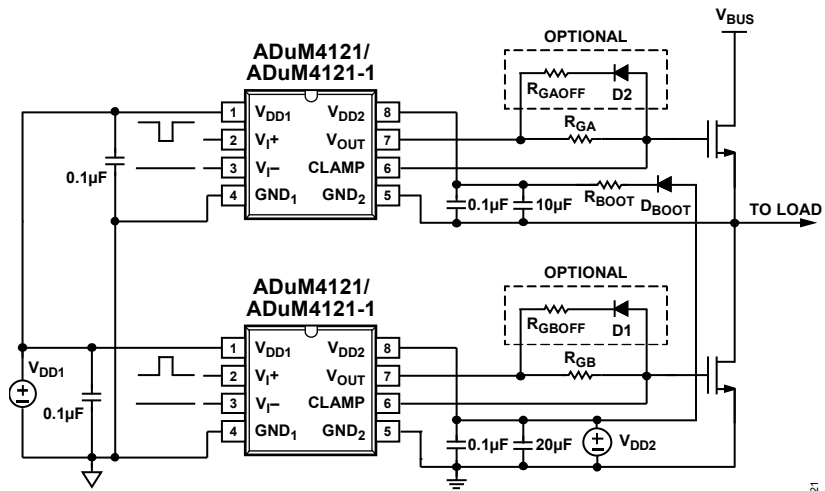 V_BUS
OPTIONAL
R_GAOFF
D2
R_GA
ADuM4121/
ADuM4121-1
1 V_DD1 V_DD2 8
2 V_I+ V_OUT 7
3 V_I– CLAMP 6
4 GND_1 GND_2 5
0.1µF
0.1µF
10µF
R_BOOT
D_BOOT
TO LOAD
OPTIONAL
R_GBOFF
D1
R_GB
ADuM4121/
ADuM4121-1
1 V_DD1 V_DD2 8
2 V_I+ V_OUT 7
3 V_I– CLAMP 6
4 GND_1 GND_2 5
V_DD1
0.1µF
0.1µF
20µF
V_DD2